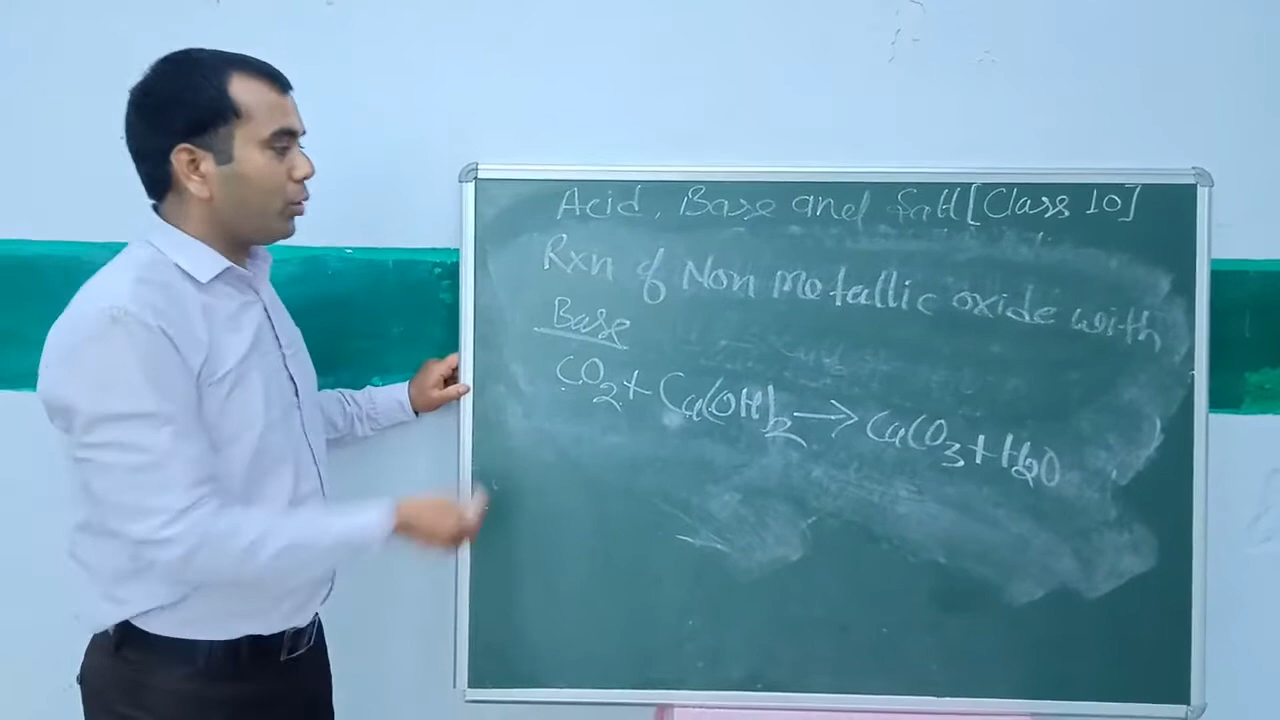 Acid, Base and Salt [Class 10]
Rxn of Non metallic oxide with
Base
CO2 + Ca(OH)2 → CaCO3 + H2O